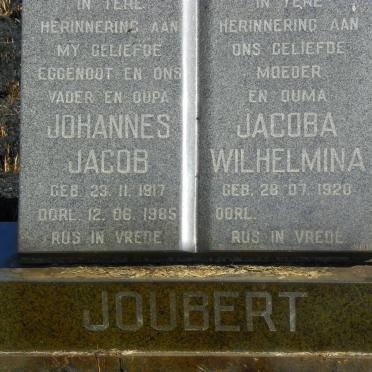 IN TERE
HERINNERING AAN
MY GELIEFDE
EGGENOOT EN ONS
VADER EN OUPA
JOHANNES
JACOB
GEB. 23. 11. 1917
OORL. 12. 06. 1985
RUS IN VREDE
IN TERE
HERINNERING AAN
ONS GELIEFDE
MOEDER
EN OUMA
JACOBA
WILHELMINA
GEB. 28. 07. 1920
OORL.
RUS IN VREDE
JOUBERT